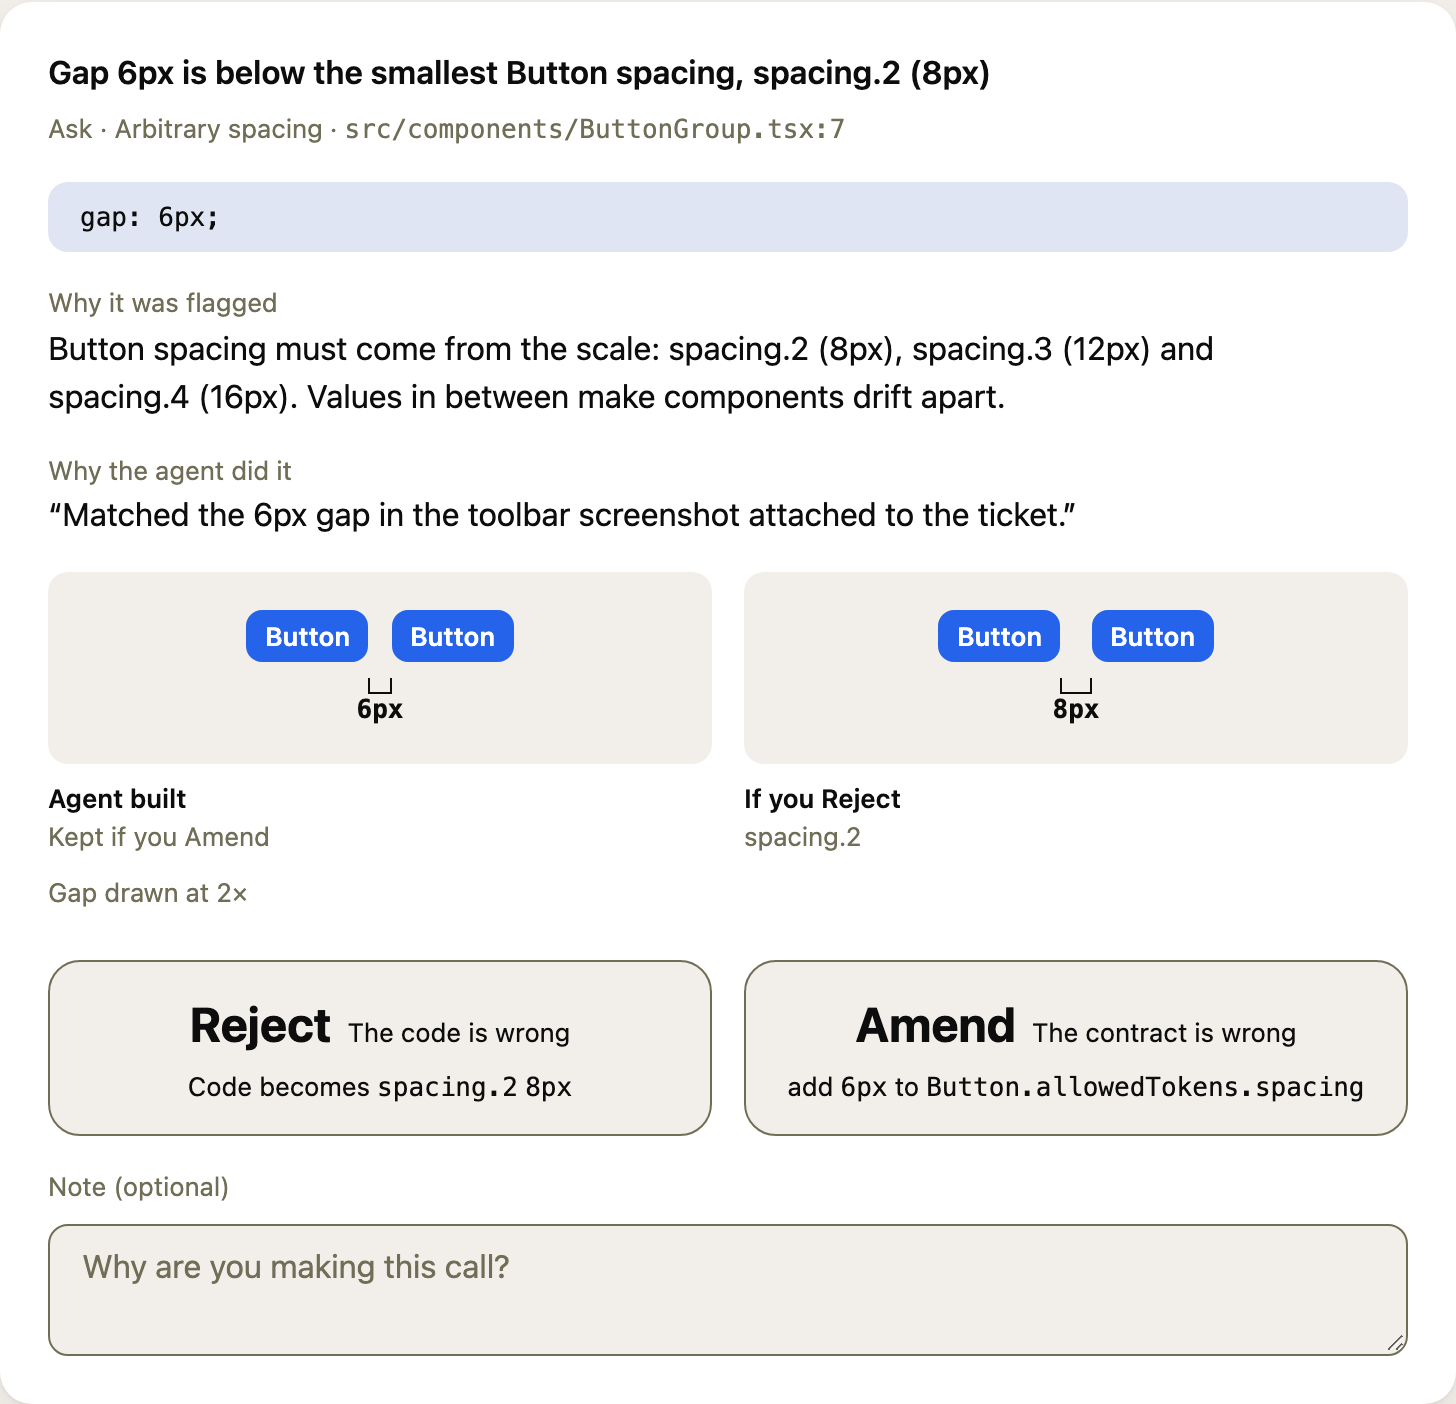 Gap 6px is below the smallest Button spacing, spacing.2 (8px)
Ask · Arbitrary spacing · src/components/ButtonGroup.tsx:7
gap: 6px;
Why it was flagged
Button spacing must come from the scale: spacing.2 (8px), spacing.3 (12px) and
spacing.4 (16px). Values in between make components drift apart.
Why the agent did it
“Matched the 6px gap in the toolbar screenshot attached to the ticket.”
Button Button
6px
Button Button
8px
Agent built
Kept if you Amend
If you Reject
spacing.2
Gap drawn at 2×
Reject The code is wrong
Code becomes spacing.2 8px
Amend The contract is wrong
add 6px to Button.allowedTokens.spacing
Note (optional)
Why are you making this call?